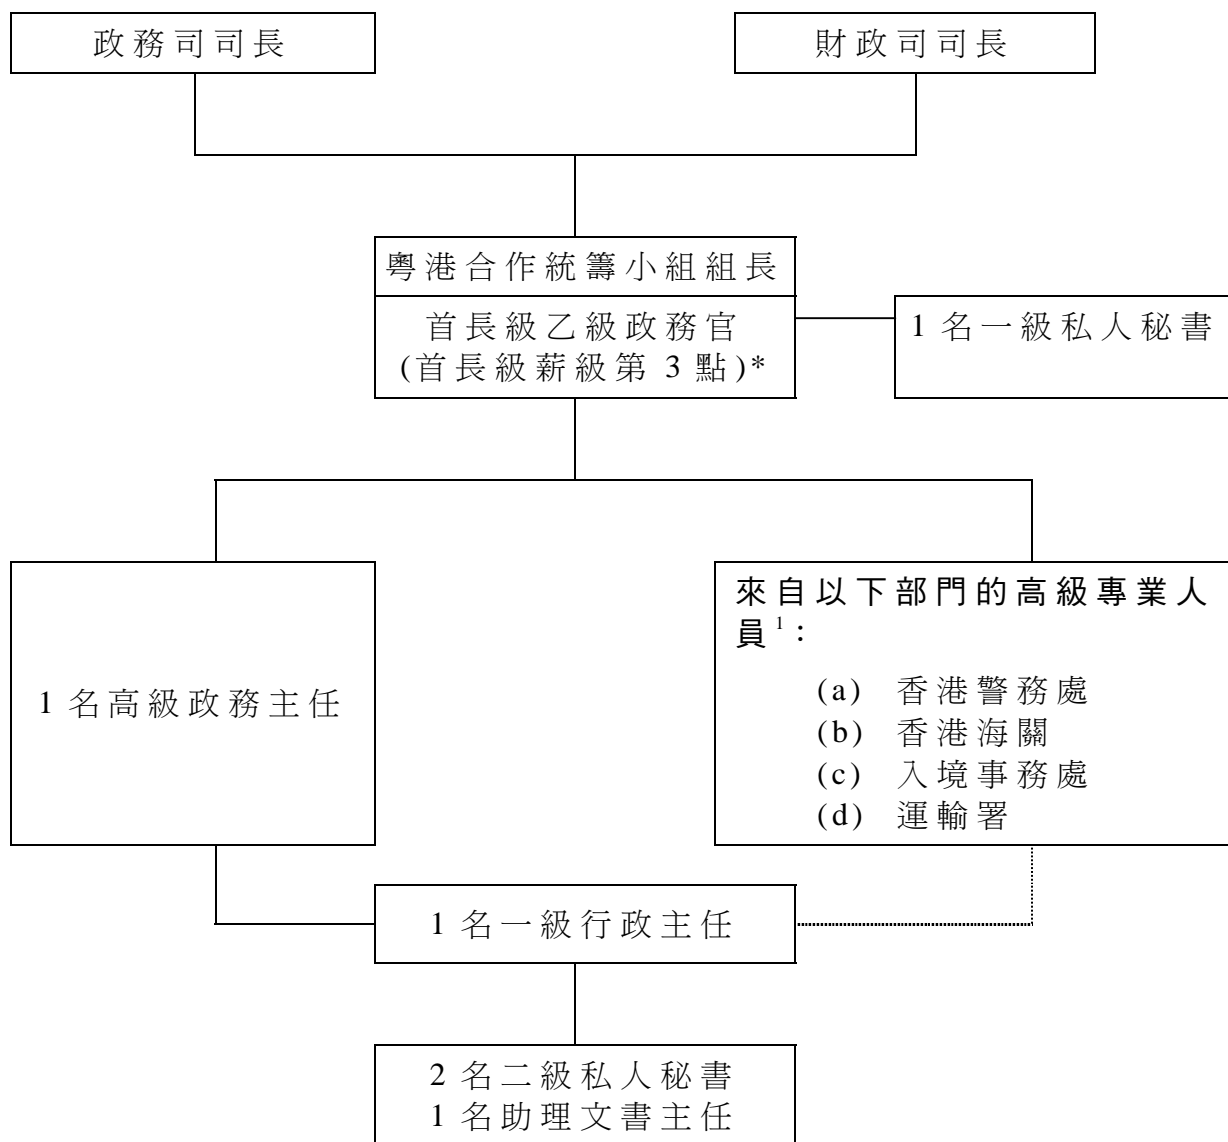 政務司司長
財政司司長
粵港合作統籌小組組長
首長級乙級政務官
(首長級薪級第 3 點)*
1 名一級私人秘書
1 名高級政務主任
來自以下部門的高級專業人
員¹：
(a) 香港警務處
(b) 香港海關
(c) 入境事務處
(d) 運輸署
1 名一級行政主任
2 名二級私人秘書
1 名助理文書主任